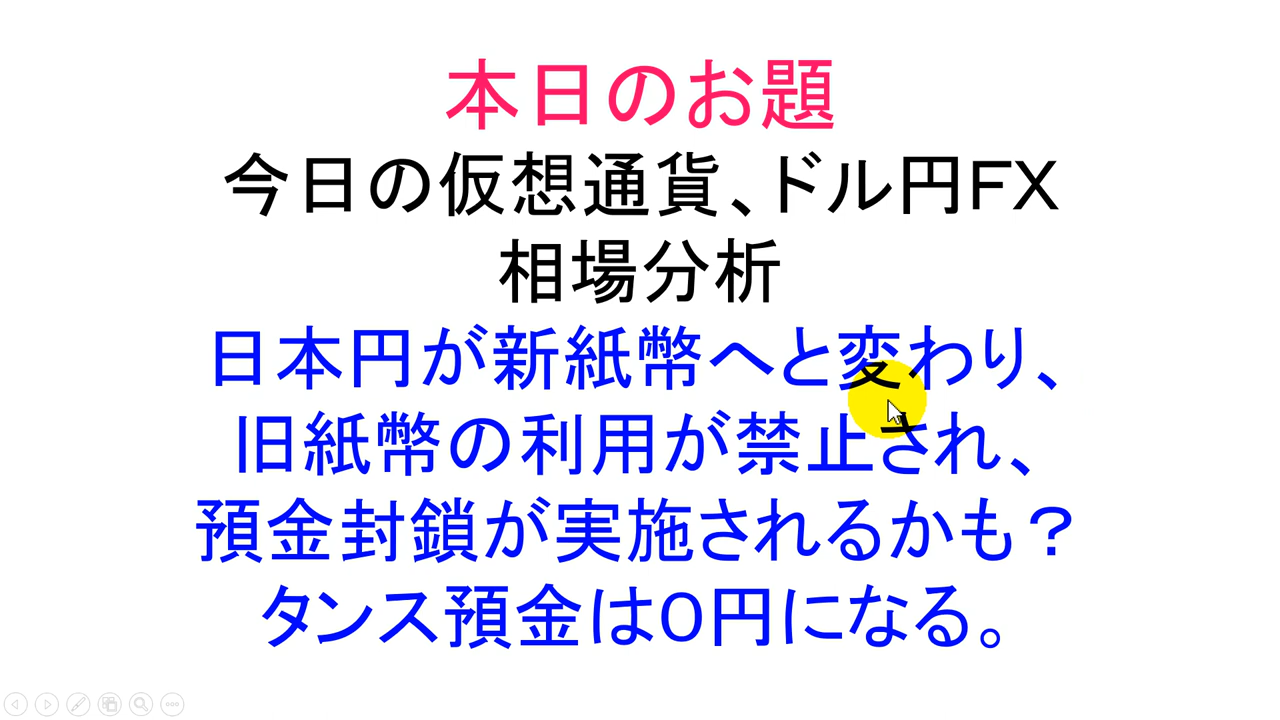 本日のお題
今日の仮想通貨、ドル円ＦＸ
相場分析
日本円が新紙幣へと変わり、
旧紙幣の利用が禁止され、
預金封鎖が実施されるかも？
タンス預金は０円になる。